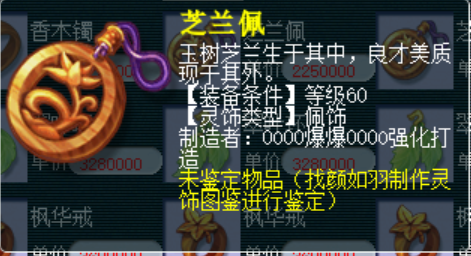 芝兰佩
香木镯
玉树芝兰生于其中，良才美质
现于其外。
2250000
【装备条件】等级60
【灵饰类型】佩饰
制造者：0000爆爆0000强化打
造
单价 3280000
未鉴定物品（找颜如羽制作灵
饰图鉴进行鉴定）
枫华戒
枫华戒
单价